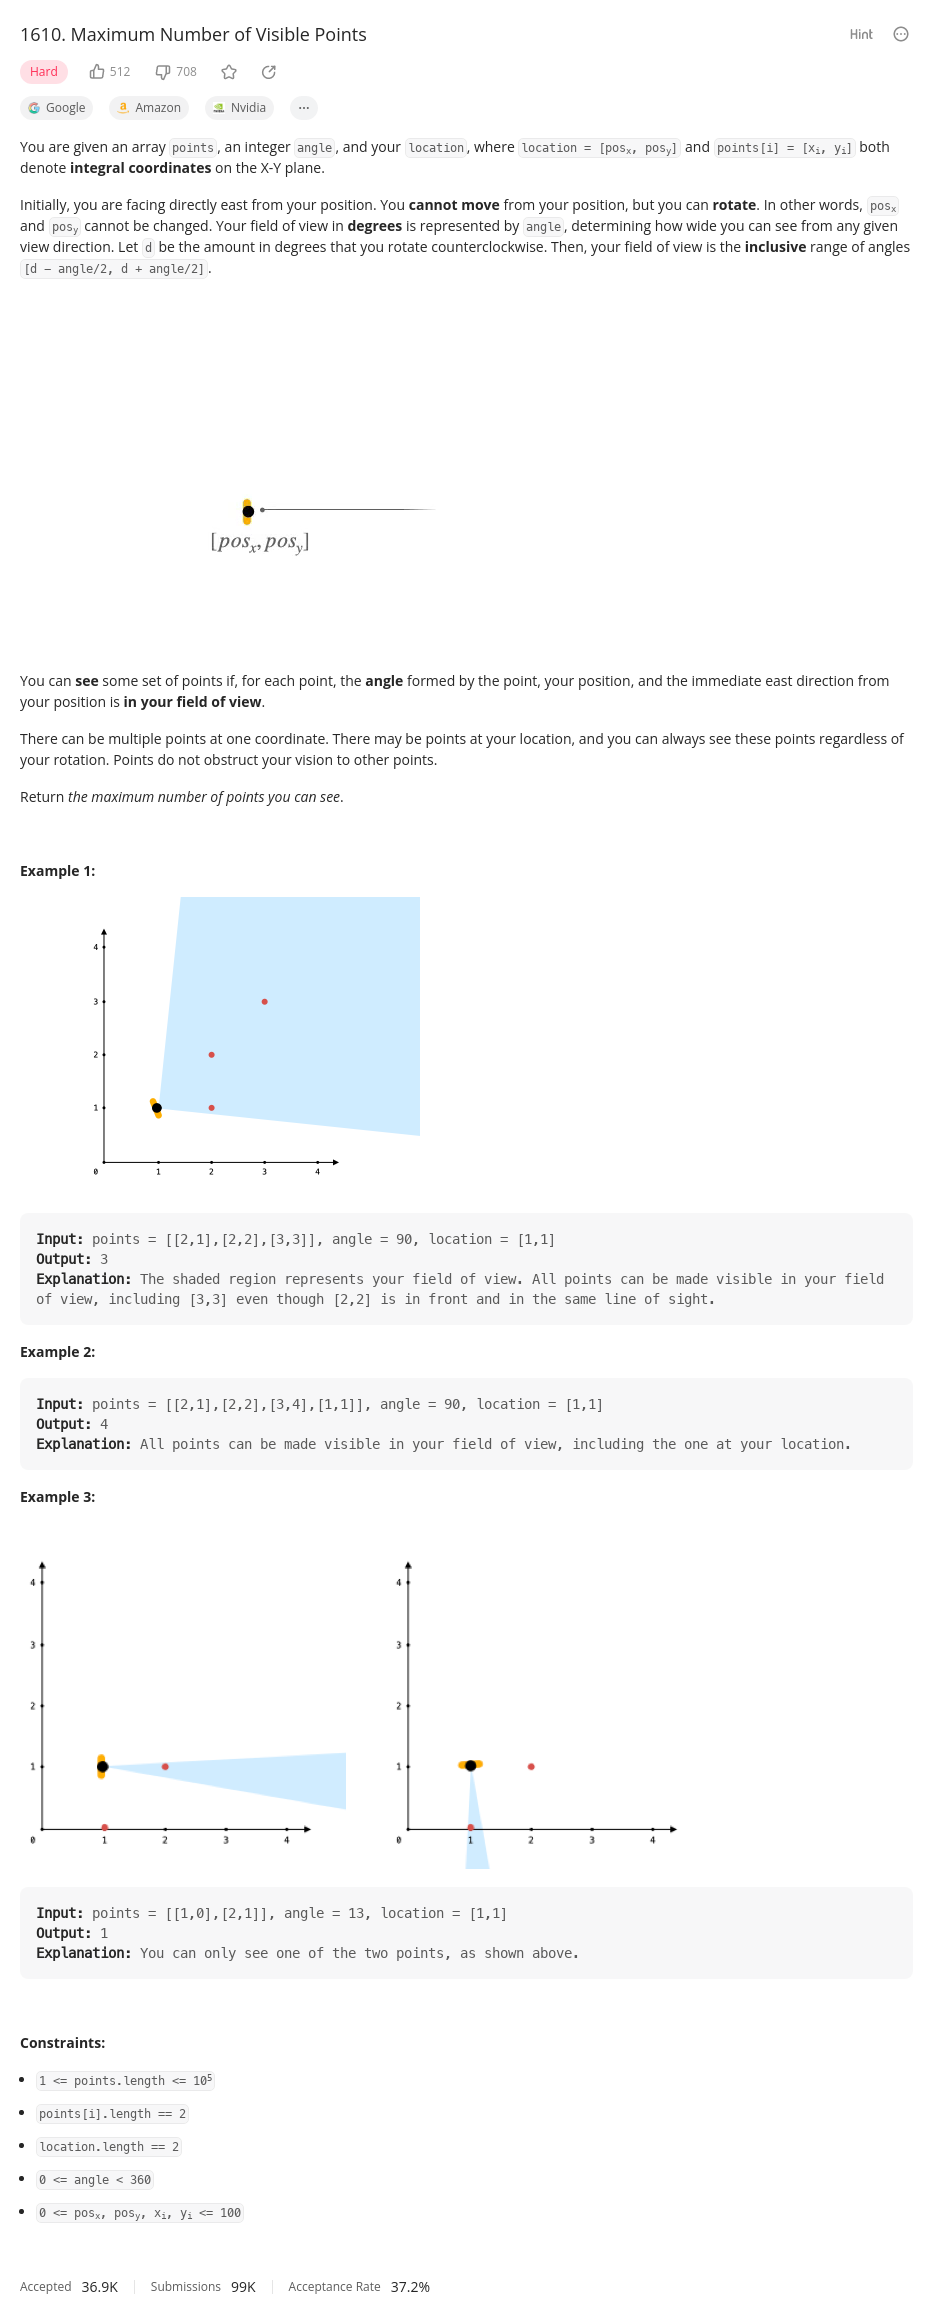 1610. Maximum Number of Visible Points
Hint
Hard 512 708
Google Amazon Nvidia ...
You are given an array points, an integer angle, and your location, where location = [posx, posy] and points[i] = [xi, yi] both
denote integral coordinates on the X-Y plane.
Initially, you are facing directly east from your position. You cannot move from your position, but you can rotate. In other words, posx
and posy cannot be changed. Your field of view in degrees is represented by angle, determining how wide you can see from any given
view direction. Let d be the amount in degrees that you rotate counterclockwise. Then, your field of view is the inclusive range of angles
[d − angle/2, d + angle/2].
[posx, posy]
You can see some set of points if, for each point, the angle formed by the point, your position, and the immediate east direction from
your position is in your field of view.
There can be multiple points at one coordinate. There may be points at your location, and you can always see these points regardless of
your rotation. Points do not obstruct your vision to other points.
Return the maximum number of points you can see.
Example 1:
4
3
2
1
0 1 2 3 4
Input: points = [[2,1],[2,2],[3,3]], angle = 90, location = [1,1]
Output: 3
Explanation: The shaded region represents your field of view. All points can be made visible in your field
of view, including [3,3] even though [2,2] is in front and in the same line of sight.
Example 2:
Input: points = [[2,1],[2,2],[3,4],[1,1]], angle = 90, location = [1,1]
Output: 4
Explanation: All points can be made visible in your field of view, including the one at your location.
Example 3:
4
3
2
1
0 1 2 3 4
4
3
2
1
0 1 2 3 4
Input: points = [[1,0],[2,1]], angle = 13, location = [1,1]
Output: 1
Explanation: You can only see one of the two points, as shown above.
Constraints:
• 1 <= points.length <= 10⁵
• points[i].length == 2
• location.length == 2
• 0 <= angle < 360
• 0 <= posx, posy, xi, yi <= 100
Accepted 36.9K Submissions 99K Acceptance Rate 37.2%